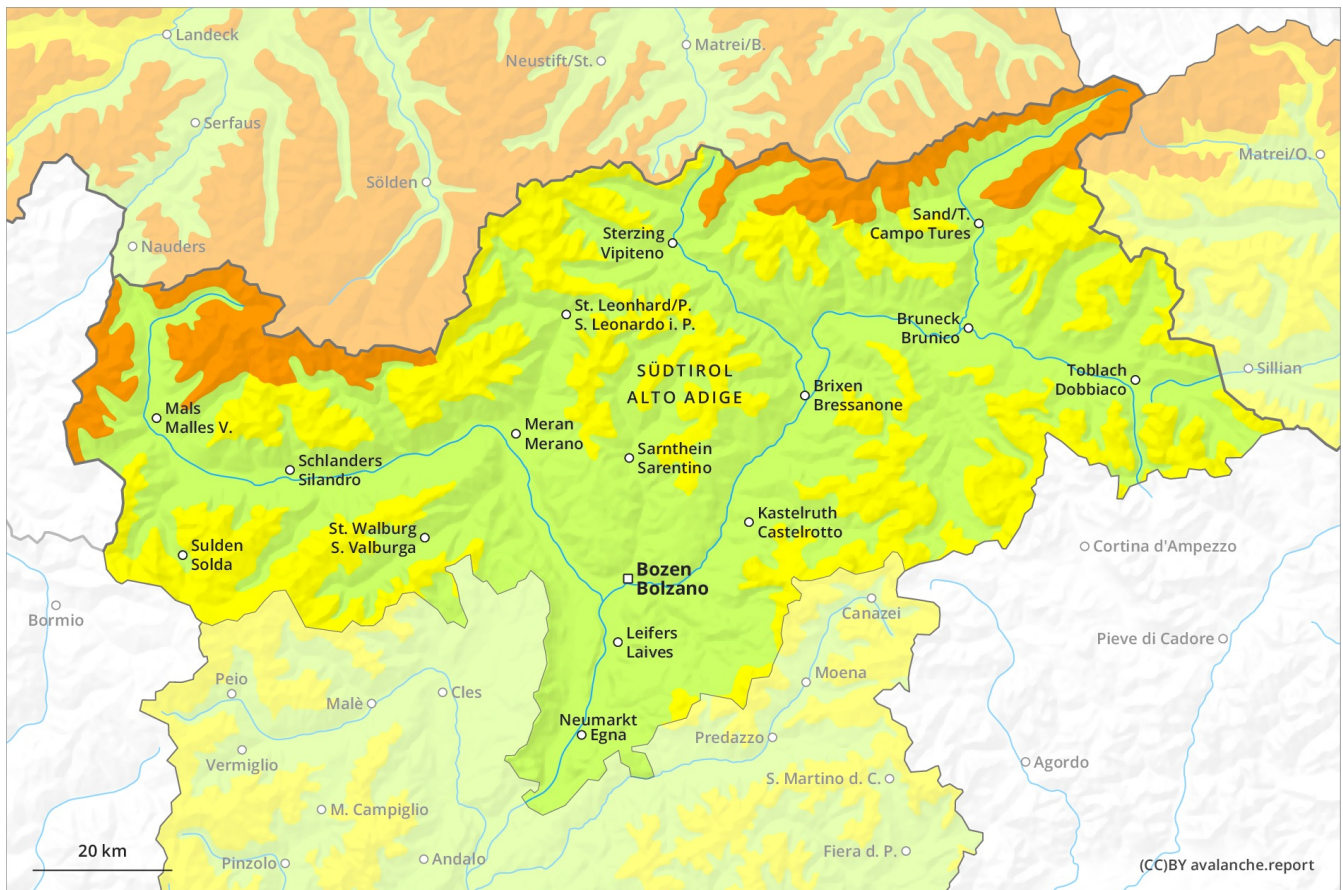 Landeck
Matrei/B.
Neustift/St.
Serfaus
Matrei/O.
Sölden
Nauders
Sand/T.
Campo Tures
Sterzing
Vipiteno
St. Leonhard/P.
S. Leonardo i. P.
Bruneck
Brunico
Sillian
Toblach
Dobbiaco
SÜDTIROL
ALTO ADIGE
Brixen
Bressanone
Mals
Malles V.
Meran
Merano
Sarnthein
Sarentino
Schlanders
Silandro
Kastelruth
Castelrotto
St. Walburg
S. Valburga
Sulden
Solda
Cortina d'Ampezzo
Bozen
Bolzano
Bormio
Canazei
Leifers
Laives
Pieve di Cadore
Peio
Moena
Malè
Cles
Neumarkt
Egna
Predazzo
Vermiglio
Agordo
S. Martino d. C.
M. Campiglio
20 km
Pinzolo
Andalo
Fiera d. P.
(CC)BY avalanche.report